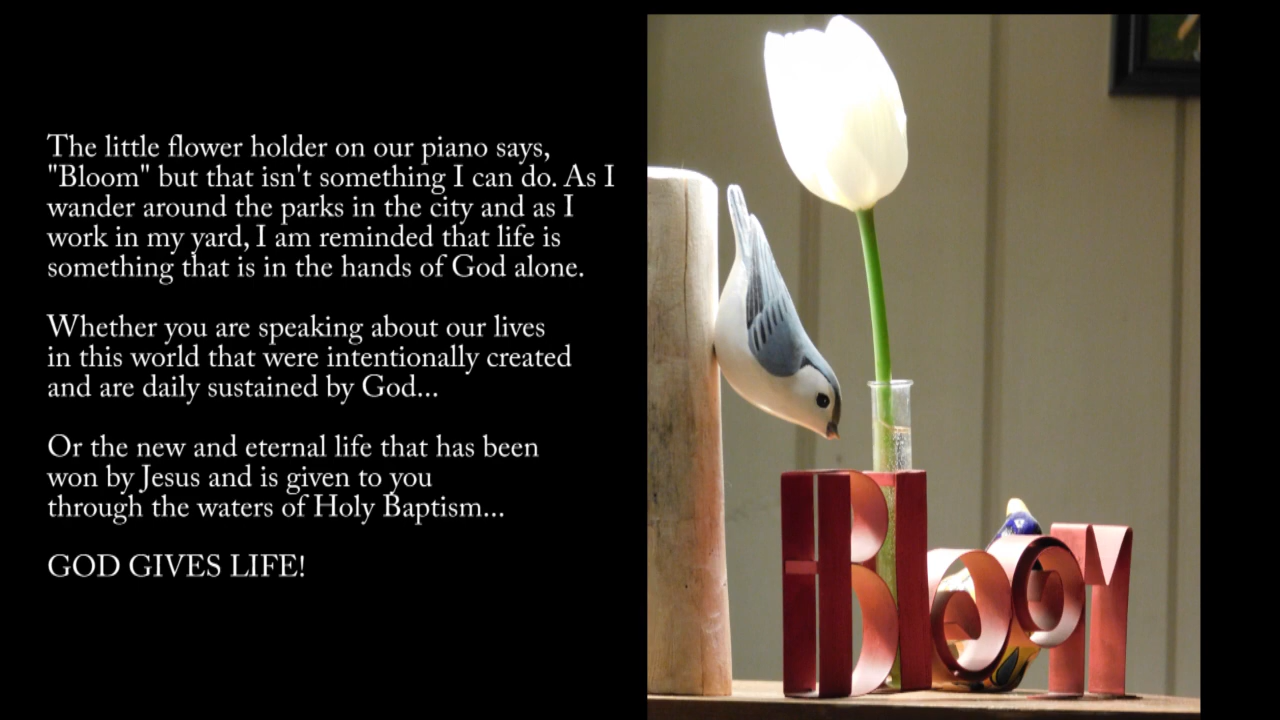 The little flower holder on our piano says,
"Bloom" but that isn't something I can do. As I
wander around the parks in the city and as I
work in my yard, I am reminded that life is
something that is in the hands of God alone.
Whether you are speaking about our lives
in this world that were intentionally created
and are daily sustained by God...
Or the new and eternal life that has been
won by Jesus and is given to you
through the waters of Holy Baptism...
GOD GIVES LIFE!
BlooM